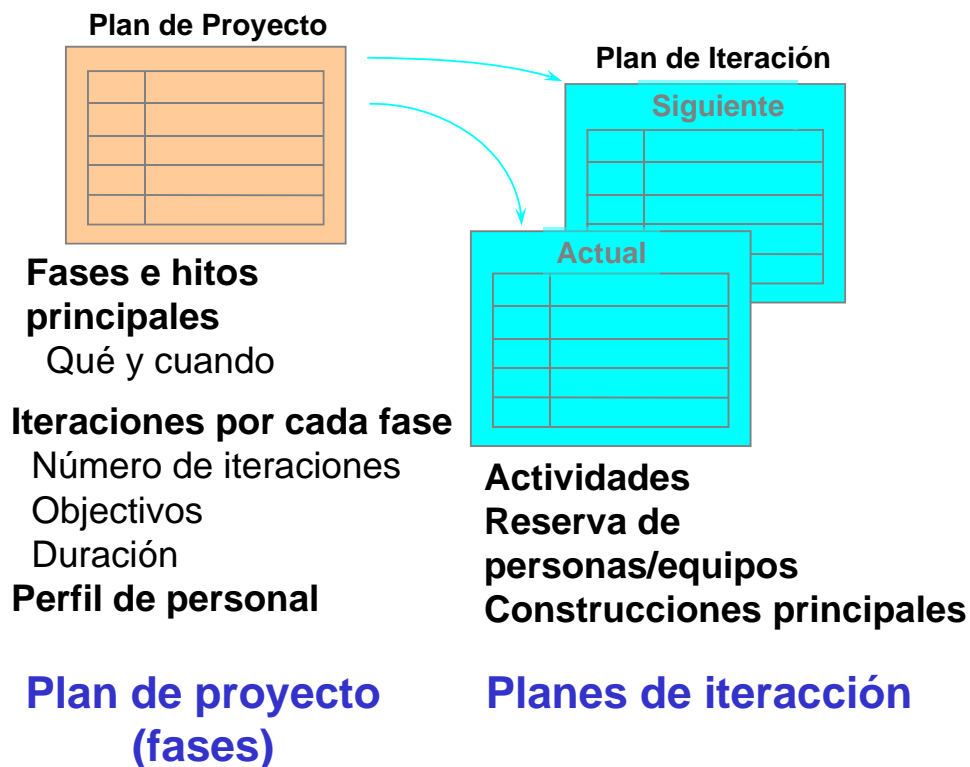 Plan de Proyecto
Fases e hitos
principales
Qué y cuando
Iteraciones por cada fase
Número de iteraciones
Objectivos
Duración
Perfil de personal
Plan de proyecto
(fases)
Plan de Iteración
Siguiente
Actual
Actividades
Reserva de
personas/equipos
Construcciones principales
Planes de iteracción